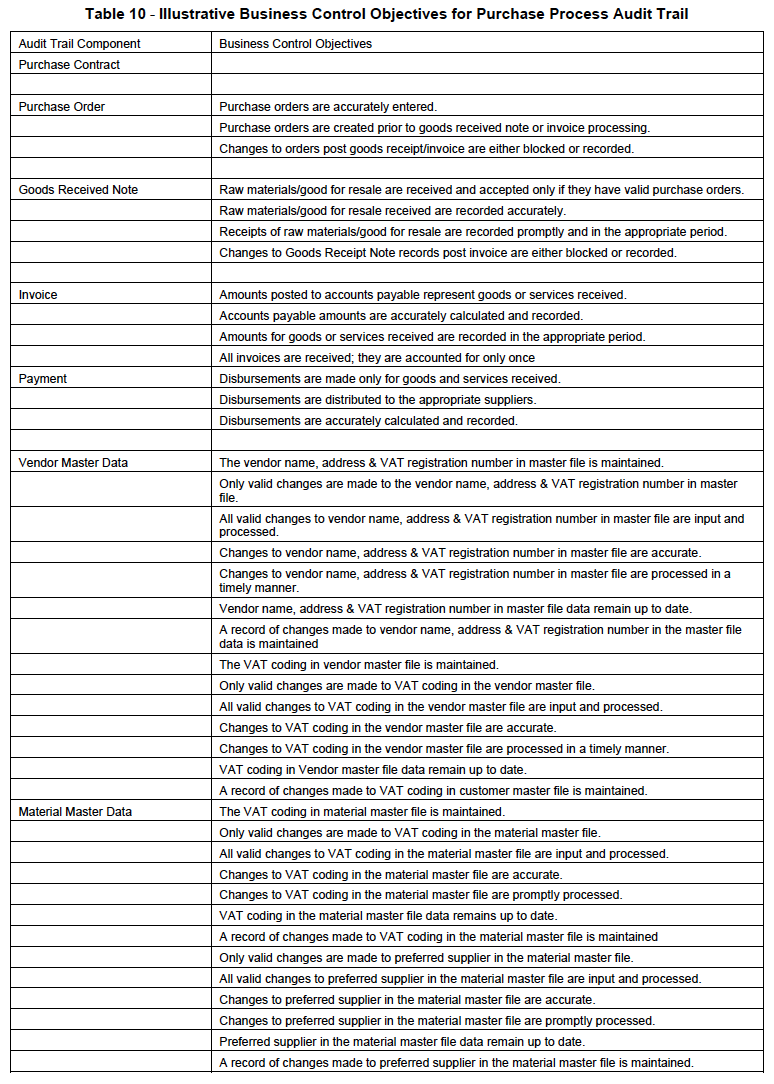 Table 10 - Illustrative Business Control Objectives for Purchase Process Audit Trail
Audit Trail Component Business Control Objectives
Purchase Contract
Purchase Order Purchase orders are accurately entered.
Purchase orders are created prior to goods received note or invoice processing.
Changes to orders post goods receipt/invoice are either blocked or recorded.
Goods Received Note Raw materials/good for resale are received and accepted only if they have valid purchase orders.
Raw materials/good for resale received are recorded accurately.
Receipts of raw materials/good for resale are recorded promptly and in the appropriate period.
Changes to Goods Receipt Note records post invoice are either blocked or recorded.
Invoice Amounts posted to accounts payable represent goods or services received.
Accounts payable amounts are accurately calculated and recorded.
Amounts for goods or services received are recorded in the appropriate period.
All invoices are received; they are accounted for only once
Payment Disbursements are made only for goods and services received.
Disbursements are distributed to the appropriate suppliers.
Disbursements are accurately calculated and recorded.
Vendor Master Data The vendor name, address & VAT registration number in master file is maintained.
Only valid changes are made to the vendor name, address & VAT registration number in master
file.
All valid changes to vendor name, address & VAT registration number in master file are input and
processed.
Changes to vendor name, address & VAT registration number in master file are accurate.
Changes to vendor name, address & VAT registration number in master file are processed in a
timely manner.
Vendor name, address & VAT registration number in master file data remain up to date.
A record of changes made to vendor name, address & VAT registration number in the master file
data is maintained
The VAT coding in vendor master file is maintained.
Only valid changes are made to VAT coding in the vendor master file.
All valid changes to VAT coding in the vendor master file are input and processed.
Changes to VAT coding in the vendor master file are accurate.
Changes to VAT coding in the vendor master file are processed in a timely manner.
VAT coding in Vendor master file data remain up to date.
A record of changes made to VAT coding in customer master file is maintained.
Material Master Data The VAT coding in material master file is maintained.
Only valid changes are made to VAT coding in the material master file.
All valid changes to VAT coding in the material master file are input and processed.
Changes to VAT coding in the material master file are accurate.
Changes to VAT coding in the material master file are promptly processed.
VAT coding in the material master file data remains up to date.
A record of changes made to VAT coding in the material master file is maintained
Only valid changes are made to preferred supplier in the material master file.
All valid changes to preferred supplier in the material master file are input and processed.
Changes to preferred supplier in the material master file are accurate.
Changes to preferred supplier in the material master file are promptly processed.
Preferred supplier in the material master file data remain up to date.
A record of changes made to preferred supplier in the material master file is maintained.